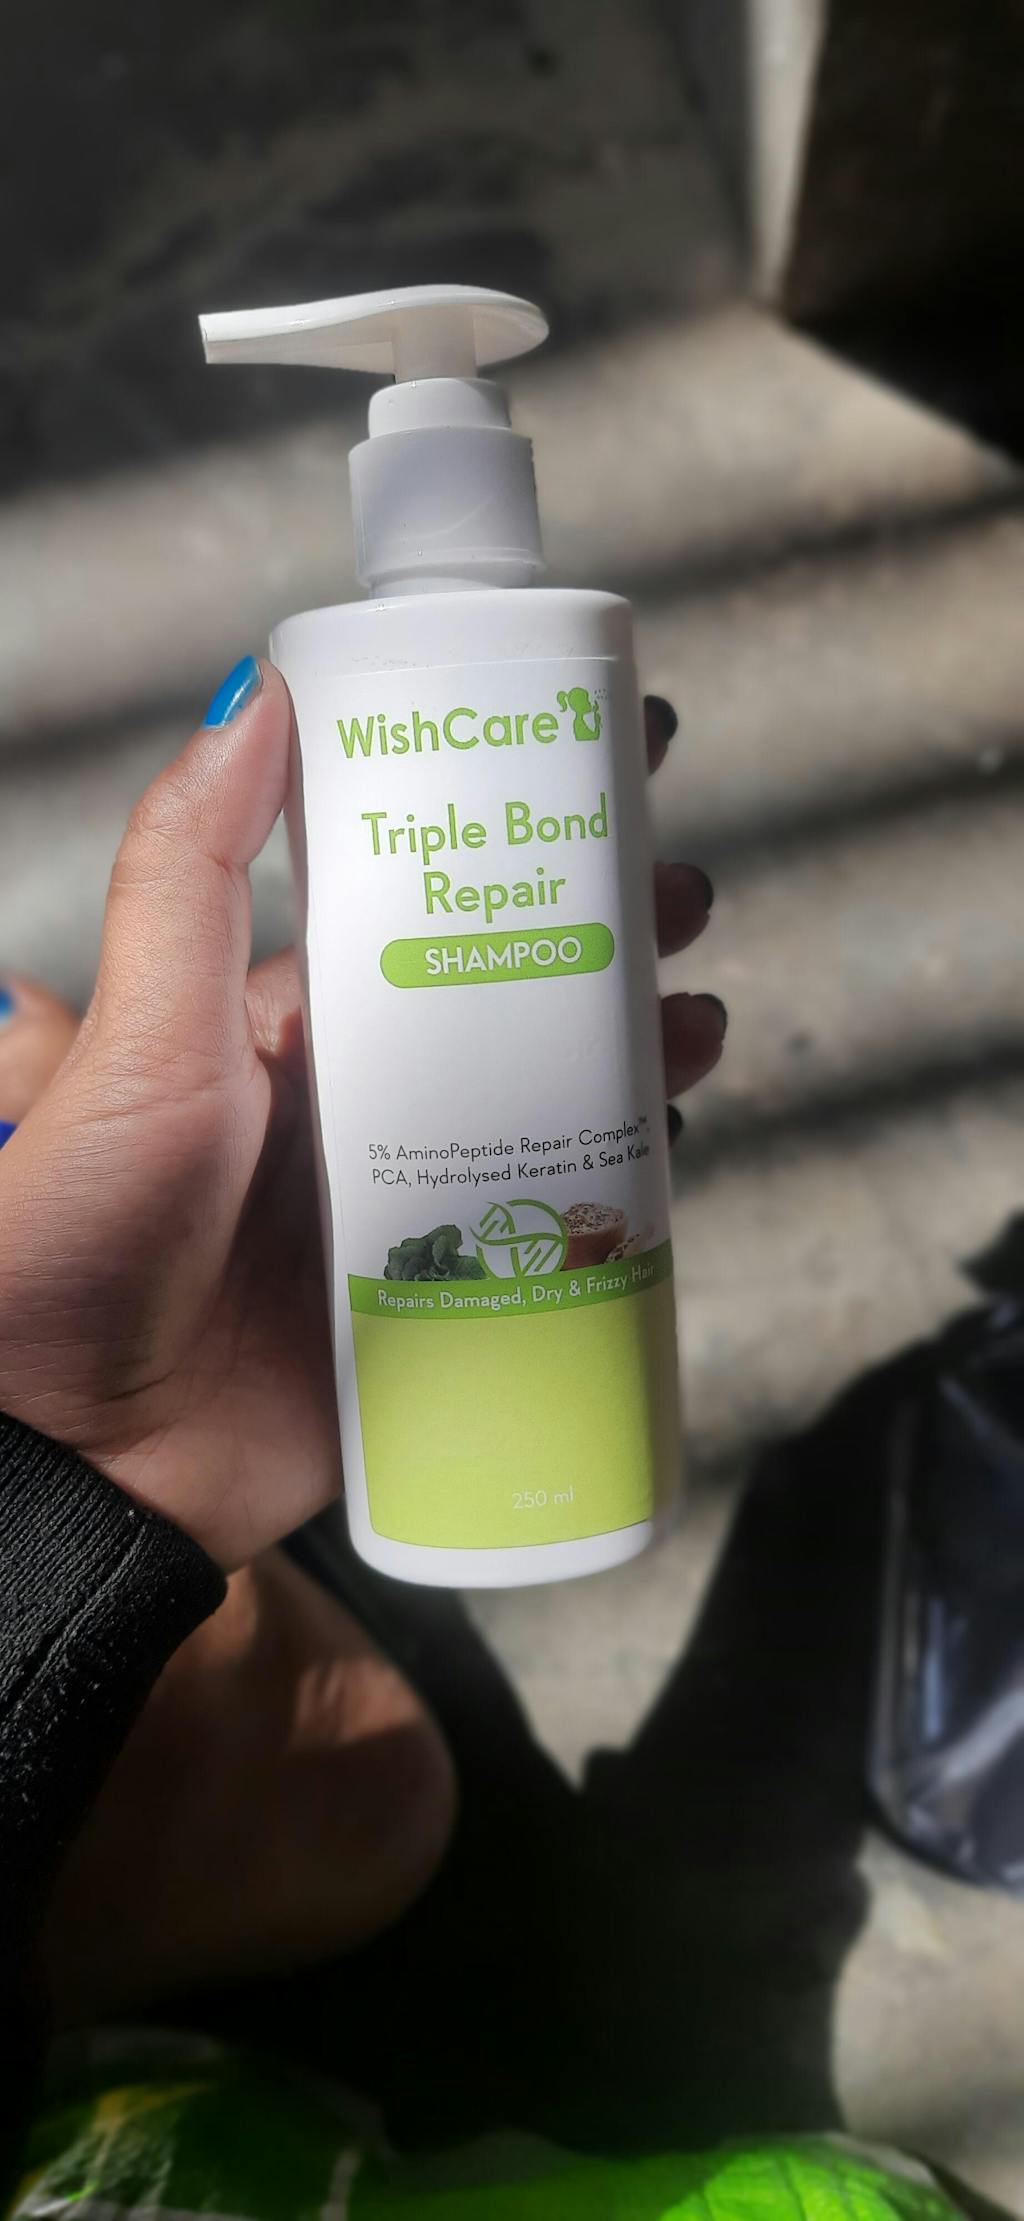 WishCare
Triple Bond
Repair
SHAMPOO
5% AminoPeptide Repair Complex™,
PCA, Hydrolysed Keratin & Sea Kale
Repairs Damaged, Dry & Frizzy Hair
250 ml